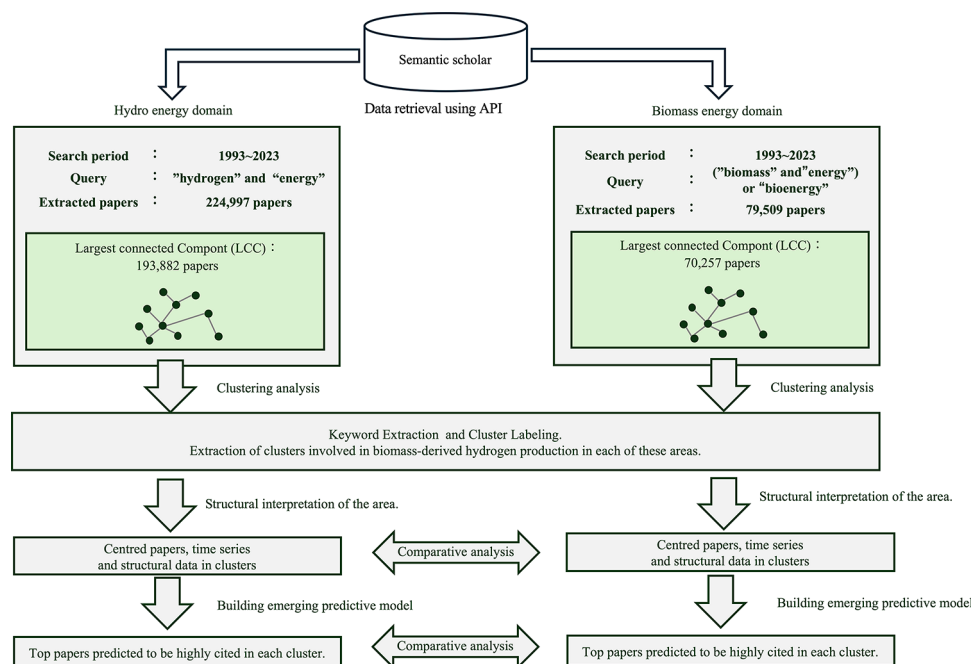 Semantic scholar
Data retrieval using API
Hydro energy domain
Search period : 1993~2023
Query : ”hydrogen” and “energy”
Extracted papers : 224,997 papers
Largest connected Compont (LCC) :
193,882 papers
Clustering analysis
Biomass energy domain
Search period : 1993~2023
Query : (”biomass” and”energy”)
or “bioenergy”
Extracted papers : 79,509 papers
Largest connected Compont (LCC) :
70,257 papers
Clustering analysis
Keyword Extraction and Cluster Labeling.
Extraction of clusters involved in biomass-derived hydrogen production in each of these areas.
Structural interpretation of the area.
Structural interpretation of the area.
Centred papers, time series
and structural data in clusters
Comparative analysis
Centred papers, time series
and structural data in clusters
Building emerging predictive model
Building emerging predictive model
Top papers predicted to be highly cited in each cluster.
Comparative analysis
Top papers predicted to be highly cited in each cluster.